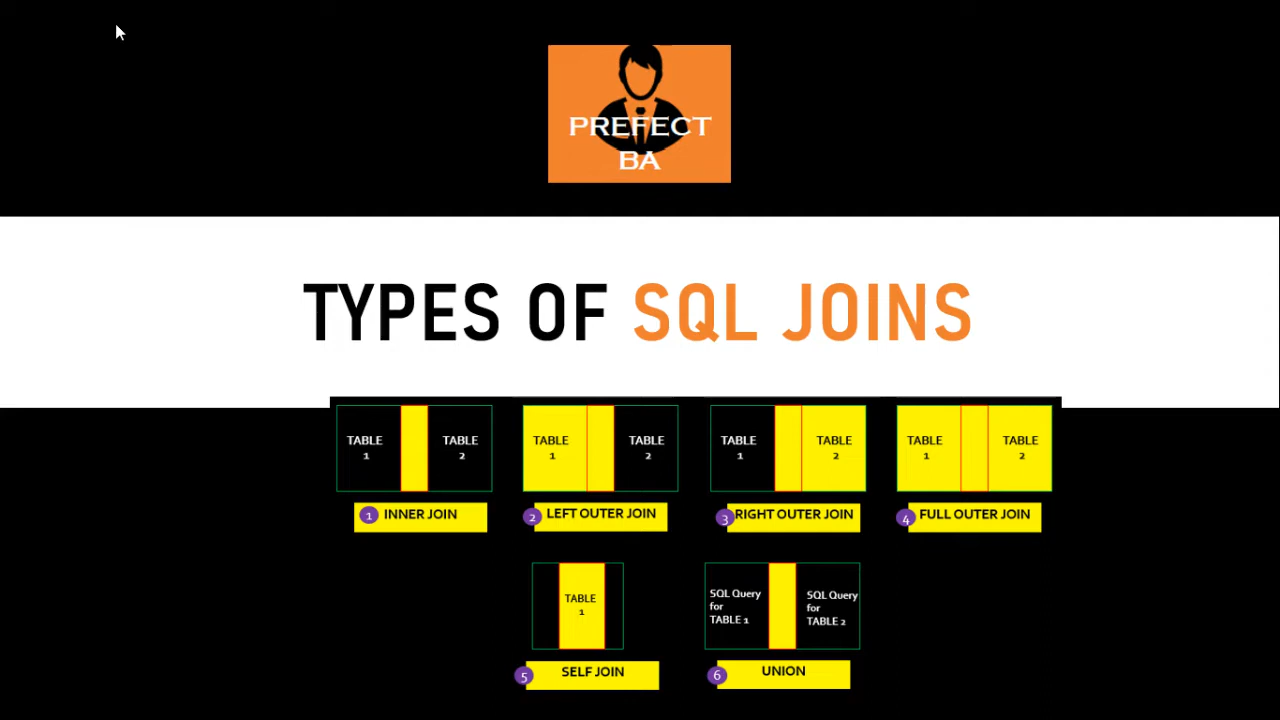 PREFECT
BA
TYPES OF SQL JOINS
TABLE
1
TABLE
2
1 INNER JOIN
TABLE
1
TABLE
2
2 LEFT OUTER JOIN
TABLE
1
TABLE
2
3 RIGHT OUTER JOIN
TABLE
1
TABLE
2
4 FULL OUTER JOIN
TABLE
1
5 SELF JOIN
SQL Query
for
TABLE 1
SQL Query
for
TABLE 2
6 UNION